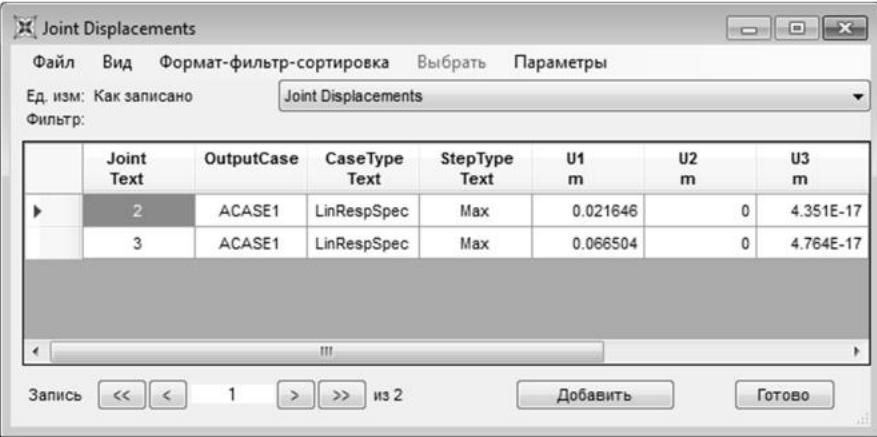 Joint Displacements
Файл Вид Формат-фильтр-сортировка Выбрать Параметры
Ед. изм: Как записано Joint Displacements
Фильтр:
Joint OutputCase CaseType StepType U1 U2 U3
Text Text Text m m m
2 ACASE1 LinRespSpec Max 0.021646 0 4.351E-17
3 ACASE1 LinRespSpec Max 0.066504 0 4.764E-17
Запись << < 1 > >> из 2 Добавить Готово